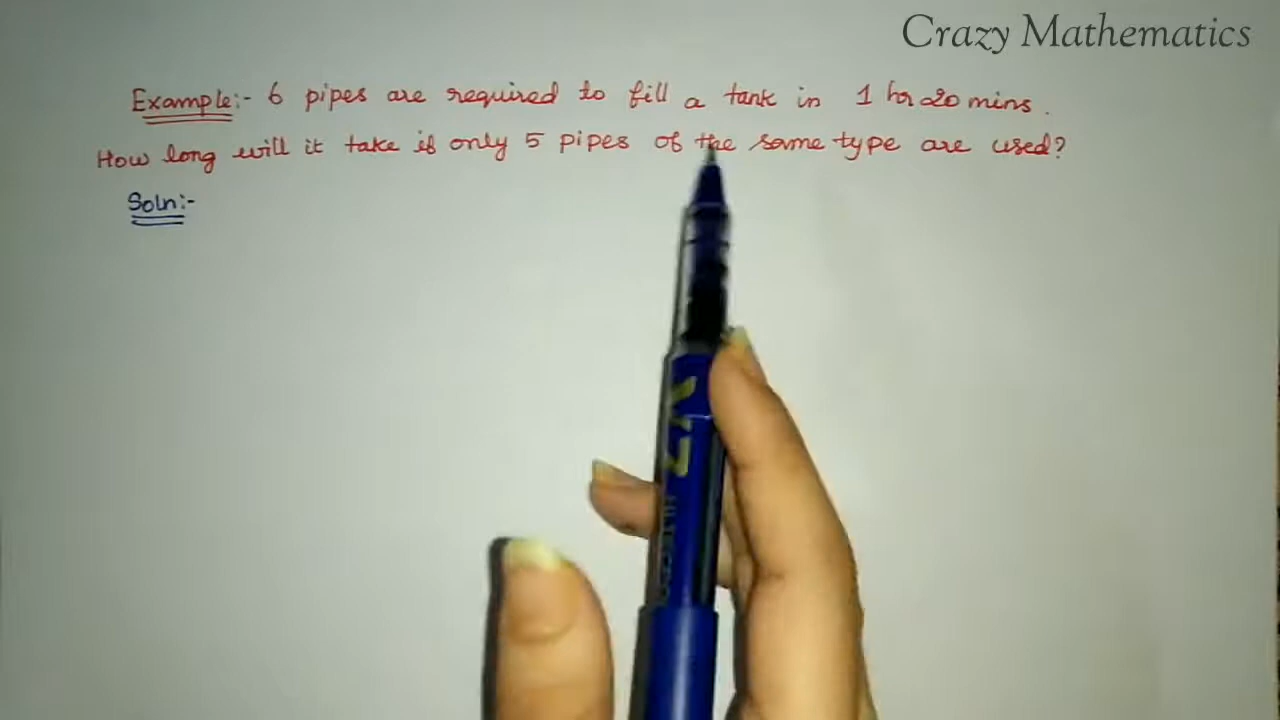 Crazy Mathematics
Example:- 6 pipes are required to fill a tank in 1 hr 20 mins.
How long will it take if only 5 pipes of the same type are used?
Soln:-
V7